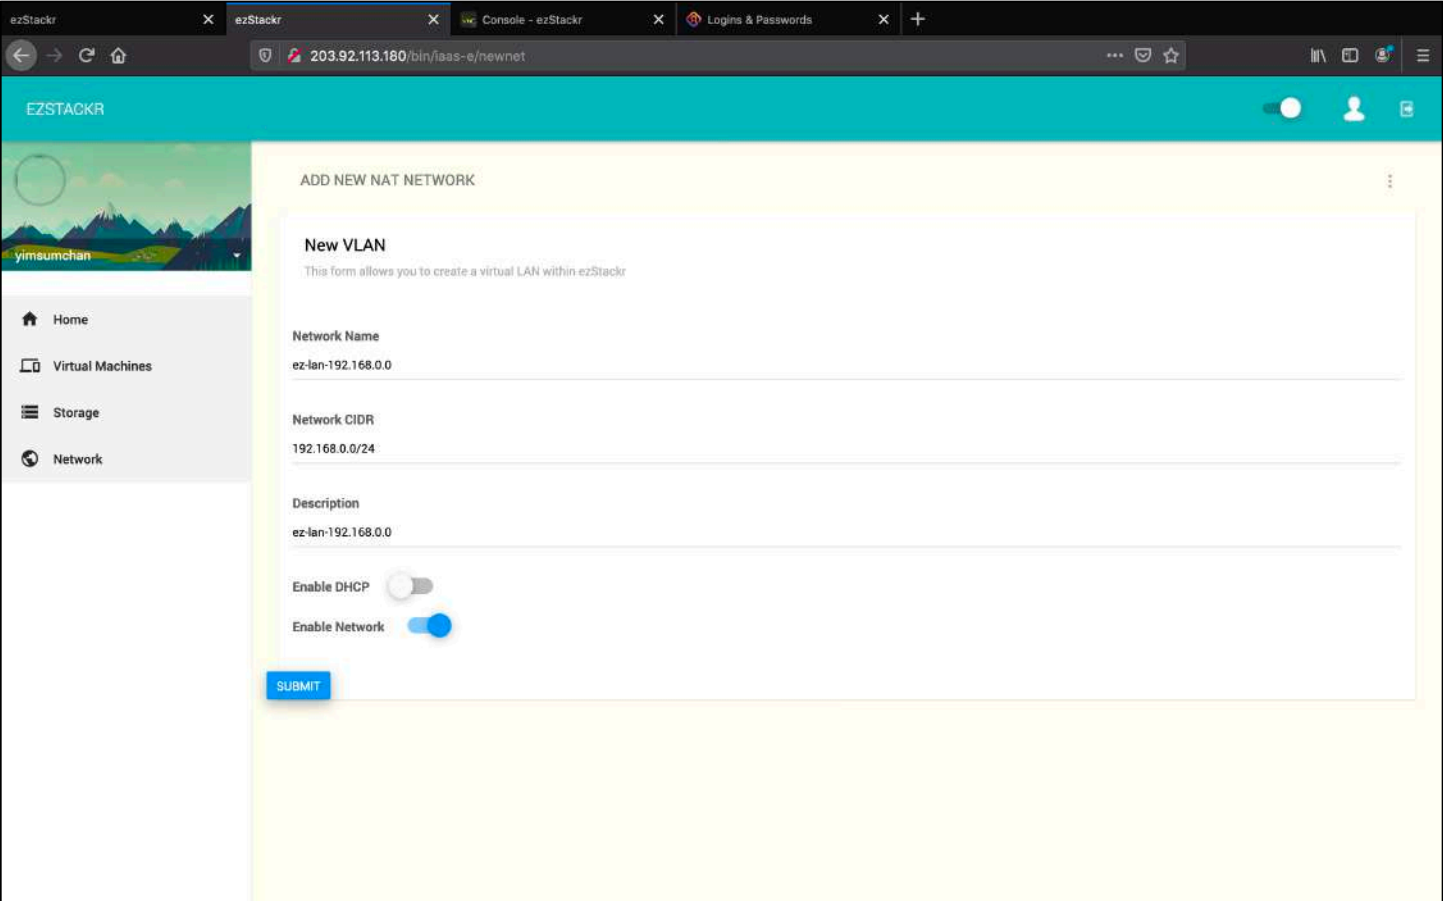 ezStackr
ezStackr
Console - ezStackr
Logins & Passwords
203.92.113.180/bin/iaas-e/newnet
EZSTACKR
yimsumchan
Home
Virtual Machines
Storage
Network
ADD NEW NAT NETWORK
New VLAN
This form allows you to create a virtual LAN within ezStackr
Network Name
ez-lan-192.168.0.0
Network CIDR
192.168.0.0/24
Description
ez-lan-192.168.0.0
Enable DHCP
Enable Network
SUBMIT